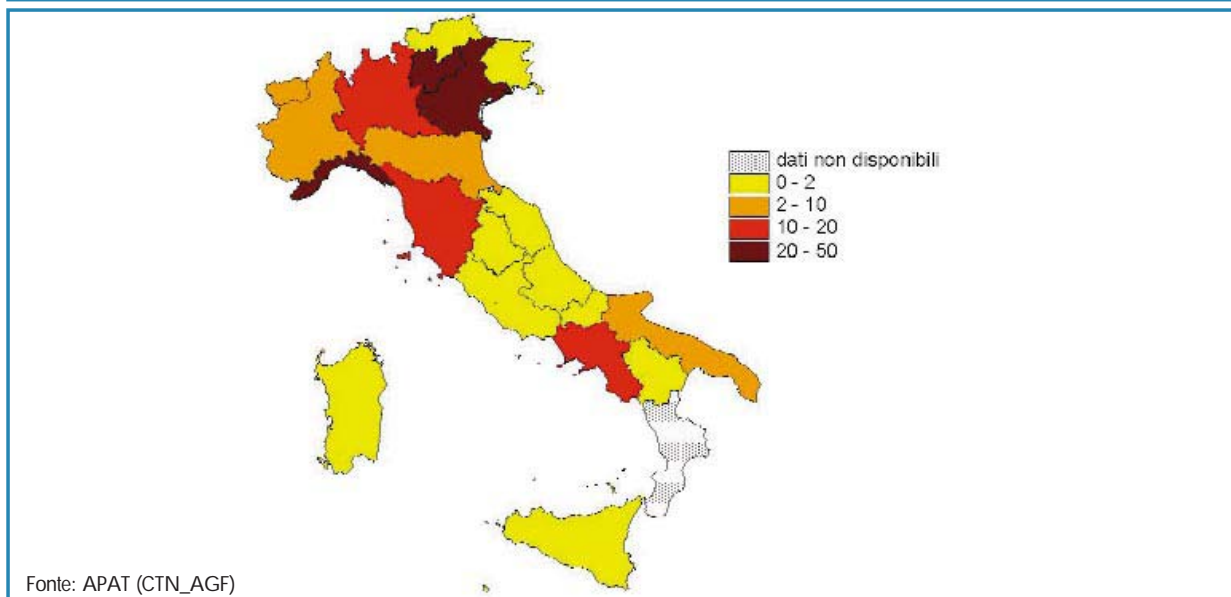 dati non disponibili
0 - 2
2 - 10
10 - 20
20 - 50
Fonte: APAT (CTN_AGF)